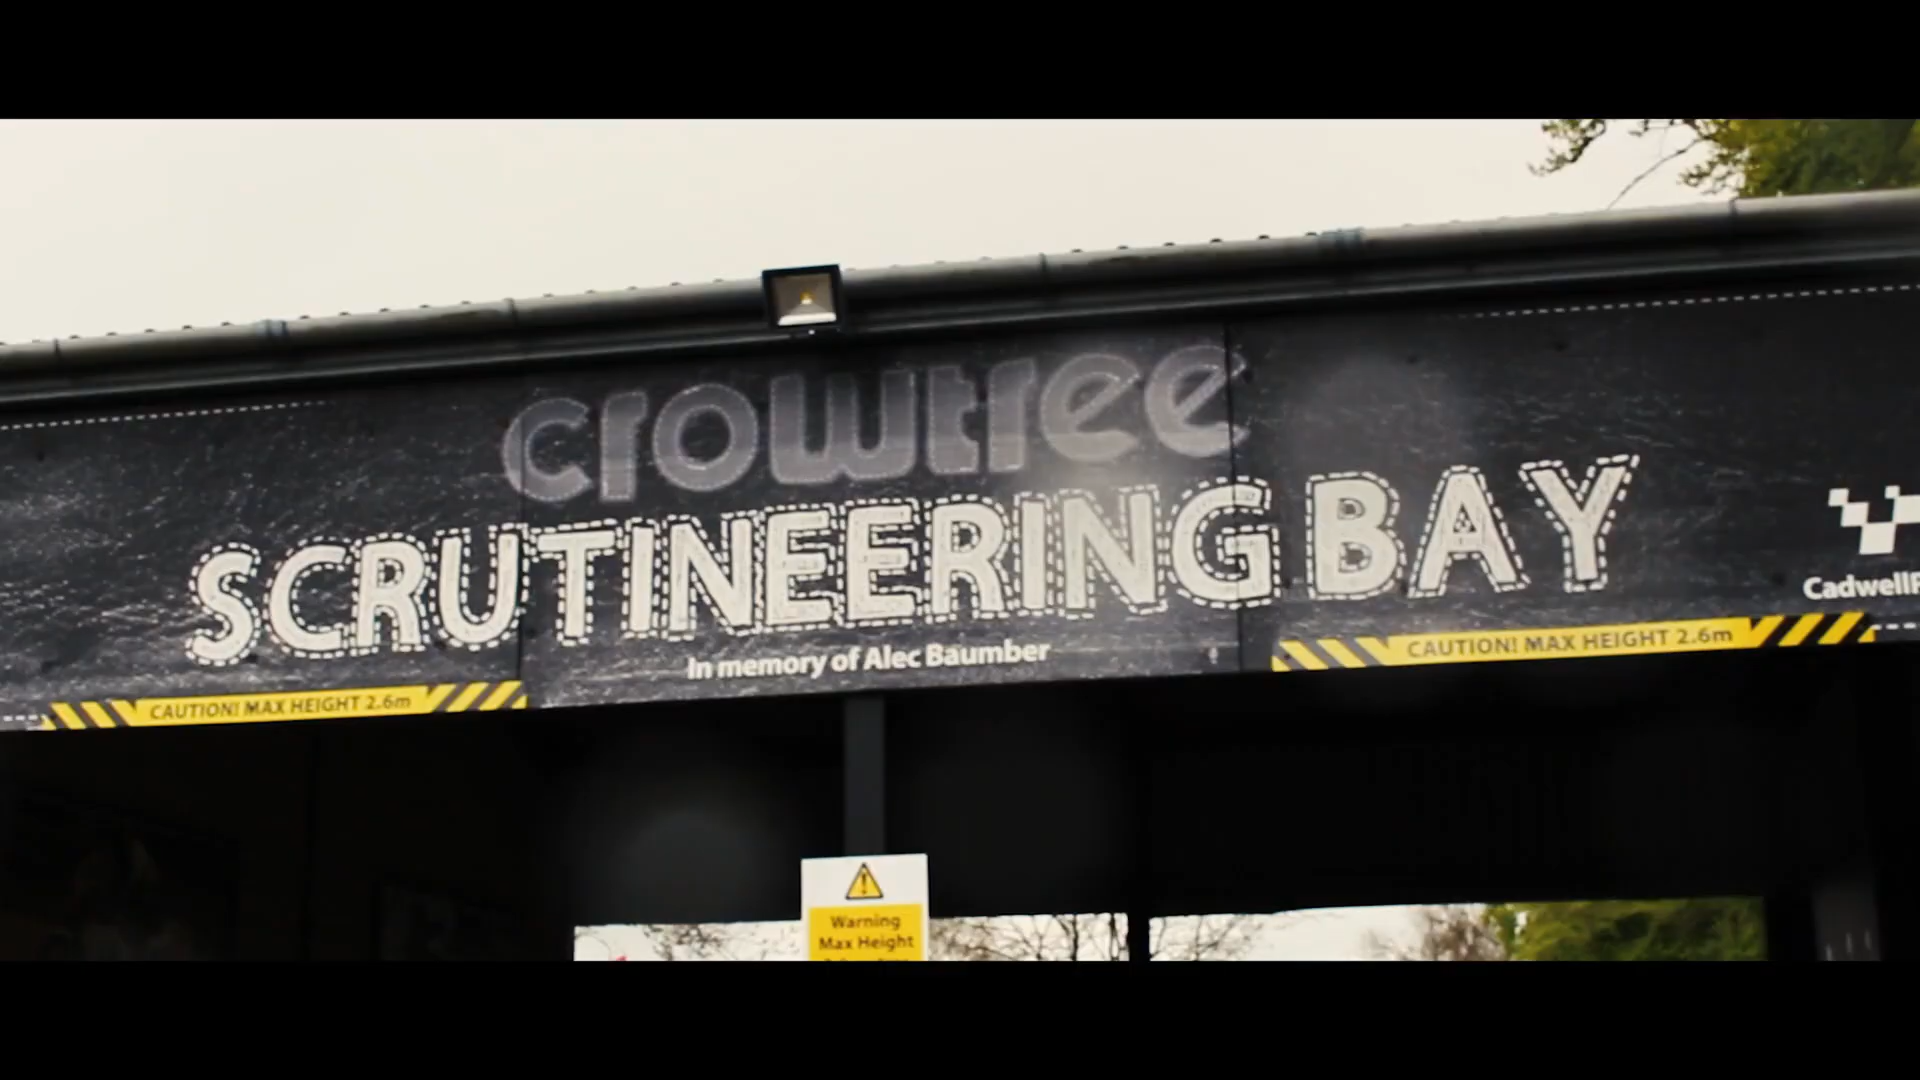 crowtree
SCRUTINEERING BAY
In memory of Alec Baumber
CAUTION! MAX HEIGHT 2.6m
CAUTION! MAX HEIGHT 2.6m
Warning
Max Height